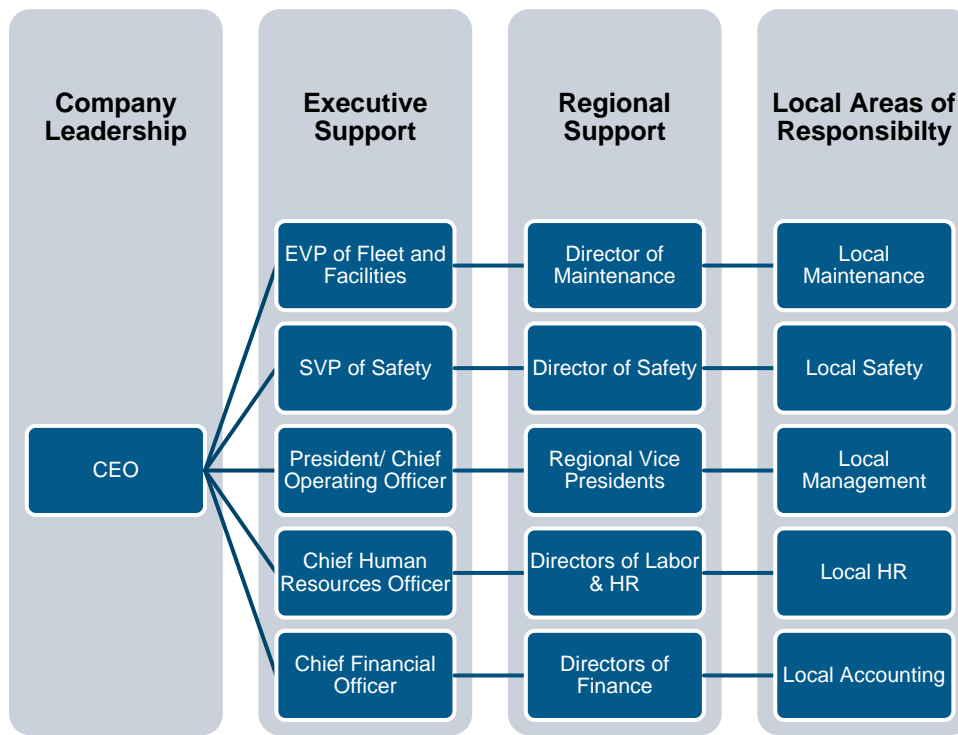 Company
Leadership
Executive
Support
Regional
Support
Local Areas of
Responsibilty
EVP of Fleet and
Facilities
Director of
Maintenance
Local
Maintenance
SVP of Safety
Director of Safety
Local Safety
CEO
President/ Chief
Operating Officer
Regional Vice
Presidents
Local
Management
Chief Human
Resources Officer
Directors of Labor
& HR
Local HR
Chief Financial
Officer
Directors of
Finance
Local Accounting